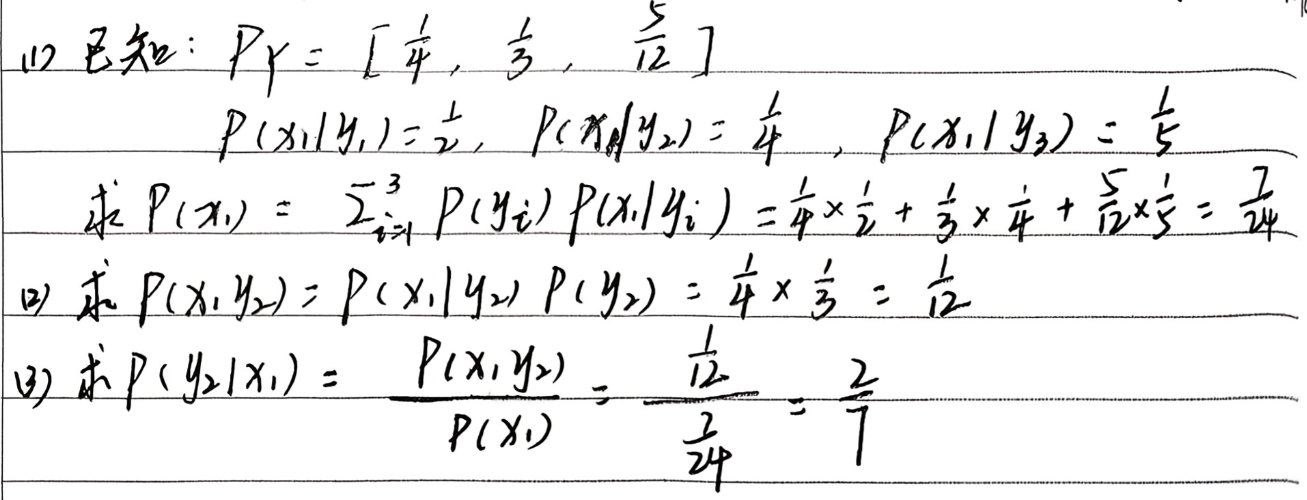 (1) 已知: P_Y = [ 1/4 , 1/3 , 5/12 ]
P(x₁|y₁) = 1/2, P(x₁|y₂) = 1/4 , P(x₁|y₃) = 1/5
求 P(x₁) = Σ³ᵢ₌₁ P(yᵢ) P(x₁|yᵢ) = 1/4 × 1/2 + 1/3 × 1/4 + 5/12 × 1/5 = 7/24
(2) 求 P(x₁y₂) = P(x₁|y₂) P(y₂) = 1/4 × 1/3 = 1/12
(3) 求 P(y₂|x₁) = P(x₁y₂)/P(x₁) = (1/12)/(7/24) = 2/7